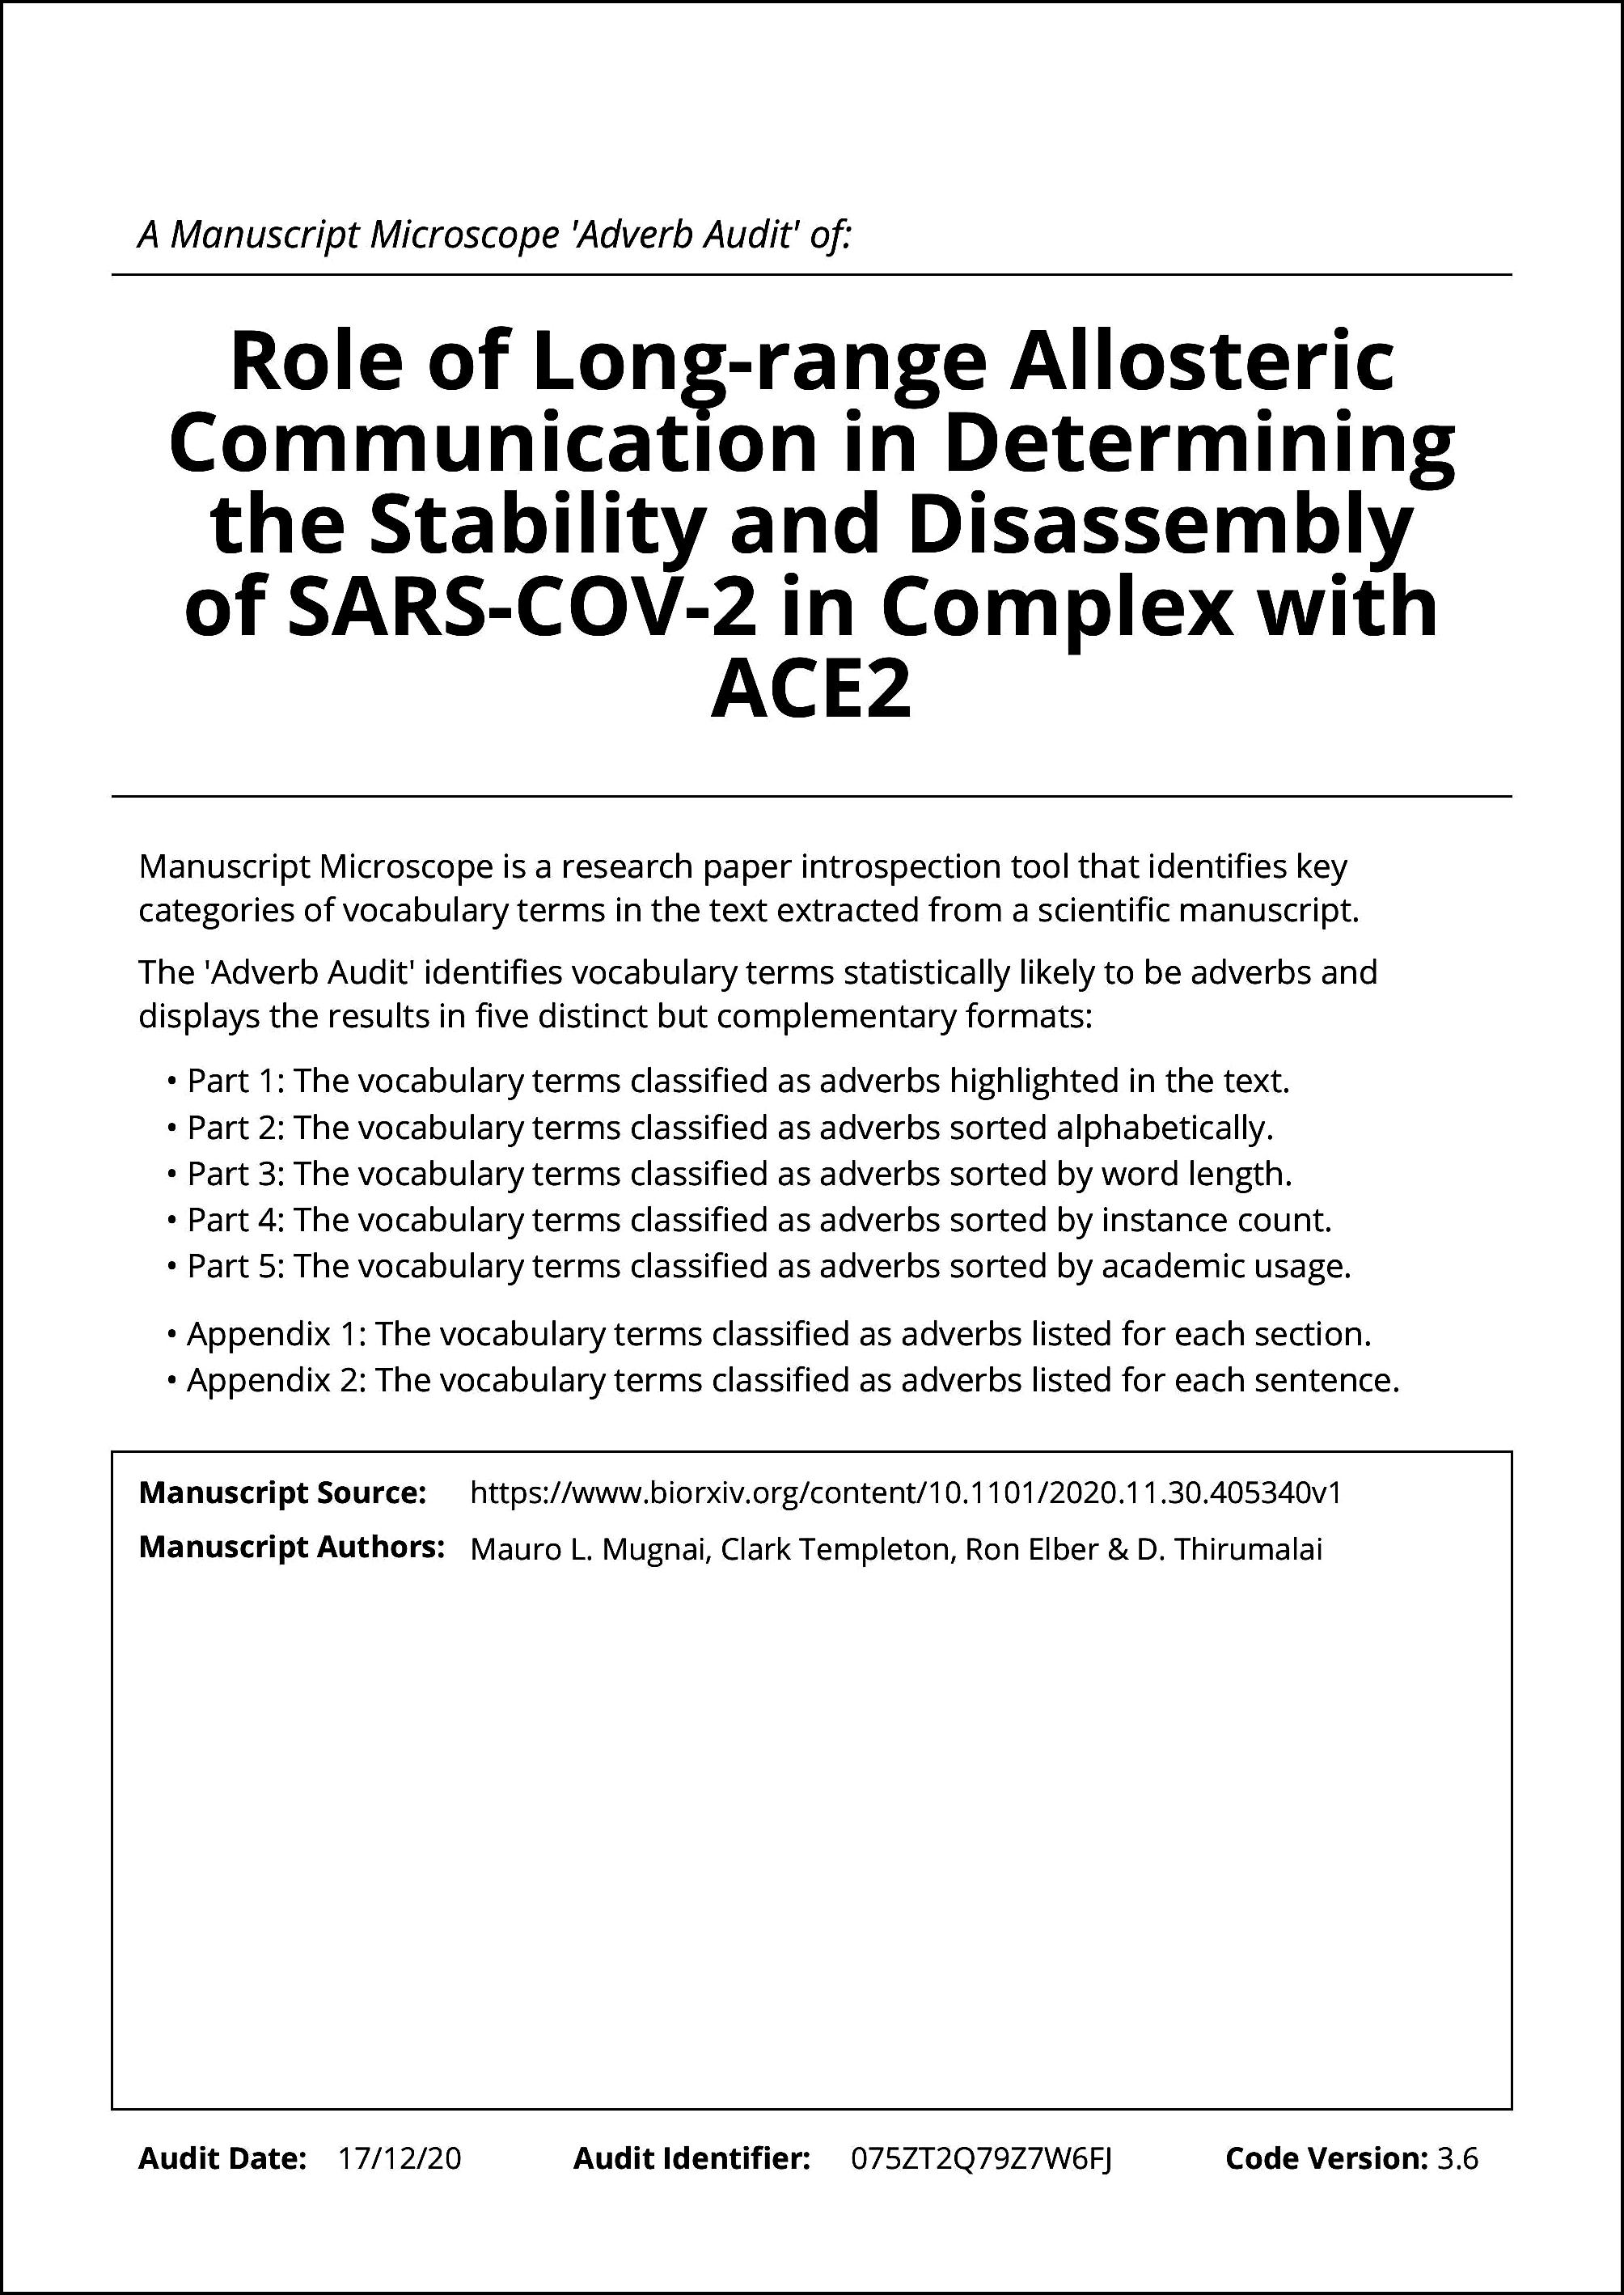 A Manuscript Microscope 'Adverb Audit' of:
Role of Long-range Allosteric
Communication in Determining
the Stability and Disassembly
of SARS-COV-2 in Complex with
ACE2
Manuscript Microscope is a research paper introspection tool that identifies key
categories of vocabulary terms in the text extracted from a scientific manuscript.
The 'Adverb Audit' identifies vocabulary terms statistically likely to be adverbs and
displays the results in five distinct but complementary formats:
• Part 1: The vocabulary terms classified as adverbs highlighted in the text.
• Part 2: The vocabulary terms classified as adverbs sorted alphabetically.
• Part 3: The vocabulary terms classified as adverbs sorted by word length.
• Part 4: The vocabulary terms classified as adverbs sorted by instance count.
• Part 5: The vocabulary terms classified as adverbs sorted by academic usage.
• Appendix 1: The vocabulary terms classified as adverbs listed for each section.
• Appendix 2: The vocabulary terms classified as adverbs listed for each sentence.
Manuscript Source: https://www.biorxiv.org/content/10.1101/2020.11.30.405340v1
Manuscript Authors: Mauro L. Mugnai, Clark Templeton, Ron Elber & D. Thirumalai
Audit Date: 17/12/20 Audit Identifier: 075ZT2Q79Z7W6FJ Code Version: 3.6